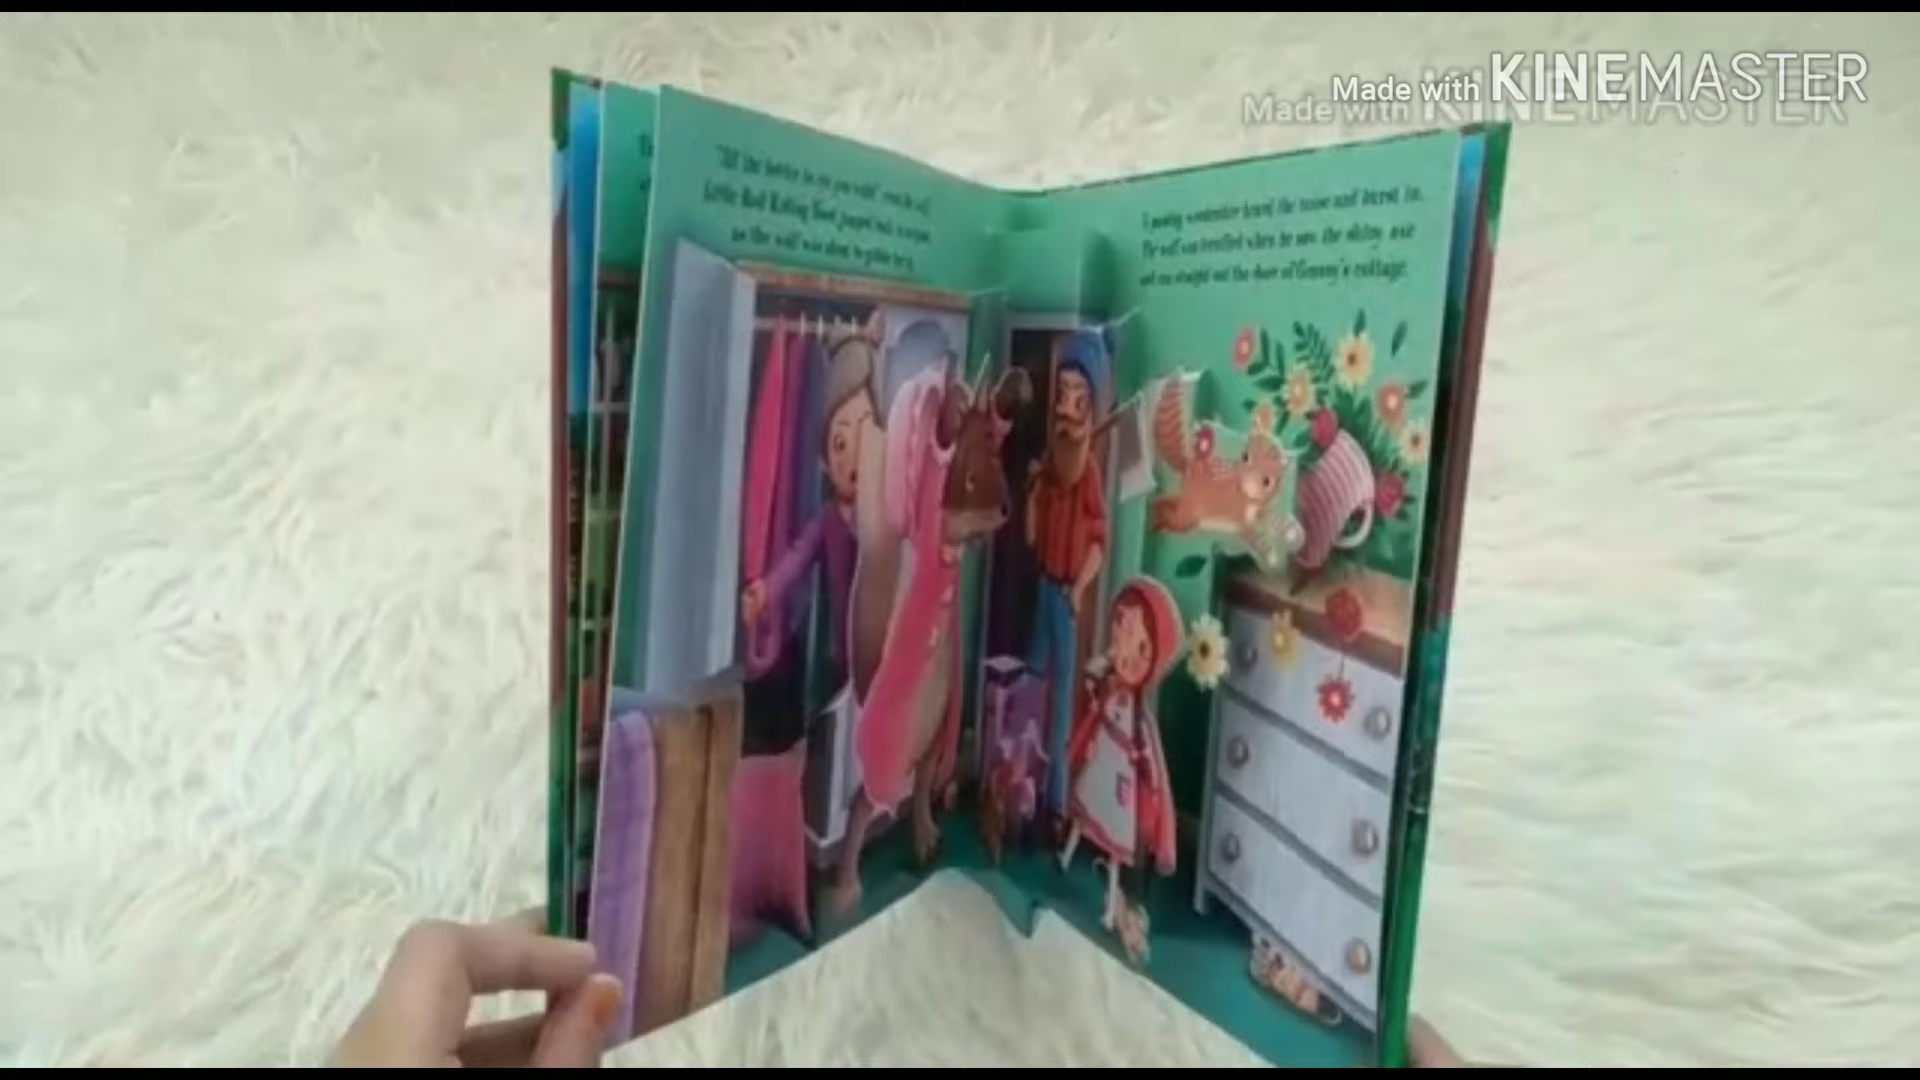 Made with KINEMASTER
Made with KINEMASTER
"All the better to eat you with!" cried the wolf.
Little Red Riding Hood jumped back in surprise
as the wolf was about to gobble her up.
A passing woodcutter heard the noise and burst in.
The wolf was terrified when he saw the shiny axe
and ran straight out the door of Granny's cottage.